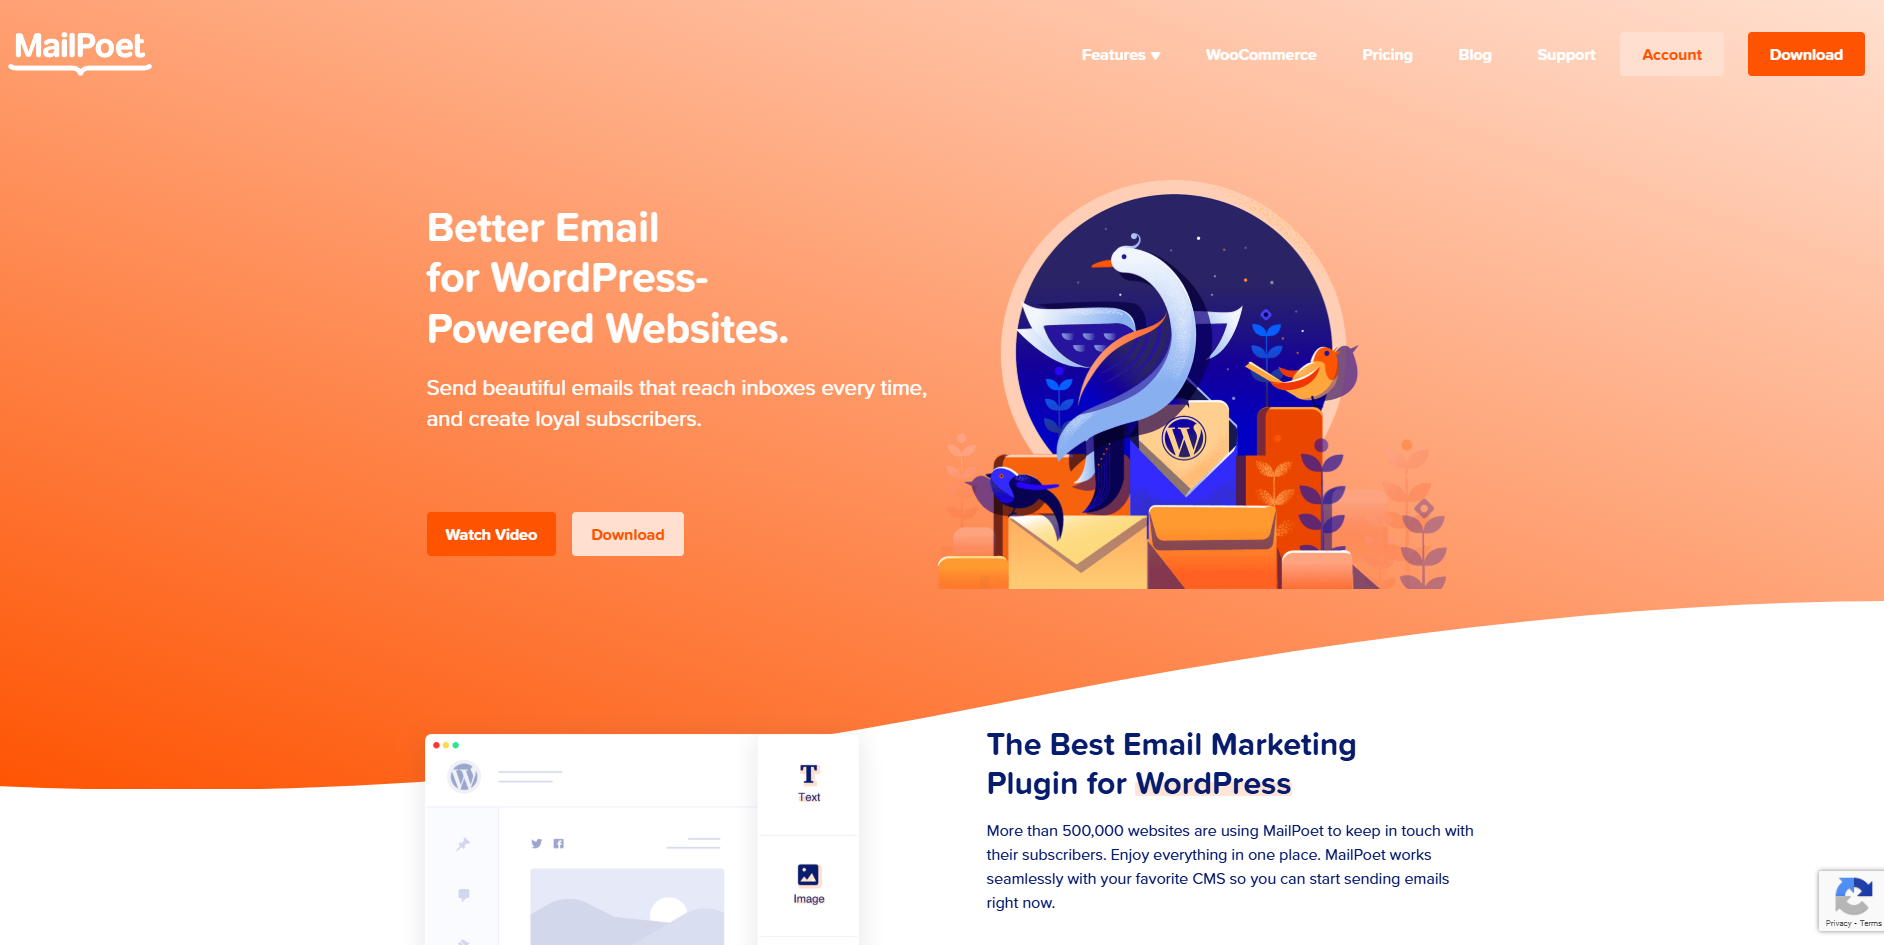 MailPoet
Features ▼
WooCommerce
Pricing
Blog
Support
Account
Download
Better Email
for WordPress-
Powered Websites.
Send beautiful emails that reach inboxes every time,
and create loyal subscribers.
Watch Video
Download
The Best Email Marketing
Plugin for WordPress
More than 500,000 websites are using MailPoet to keep in touch with
their subscribers. Enjoy everything in one place. MailPoet works
seamlessly with your favorite CMS so you can start sending emails
right now.
T
Text
Image
Privacy - Terms